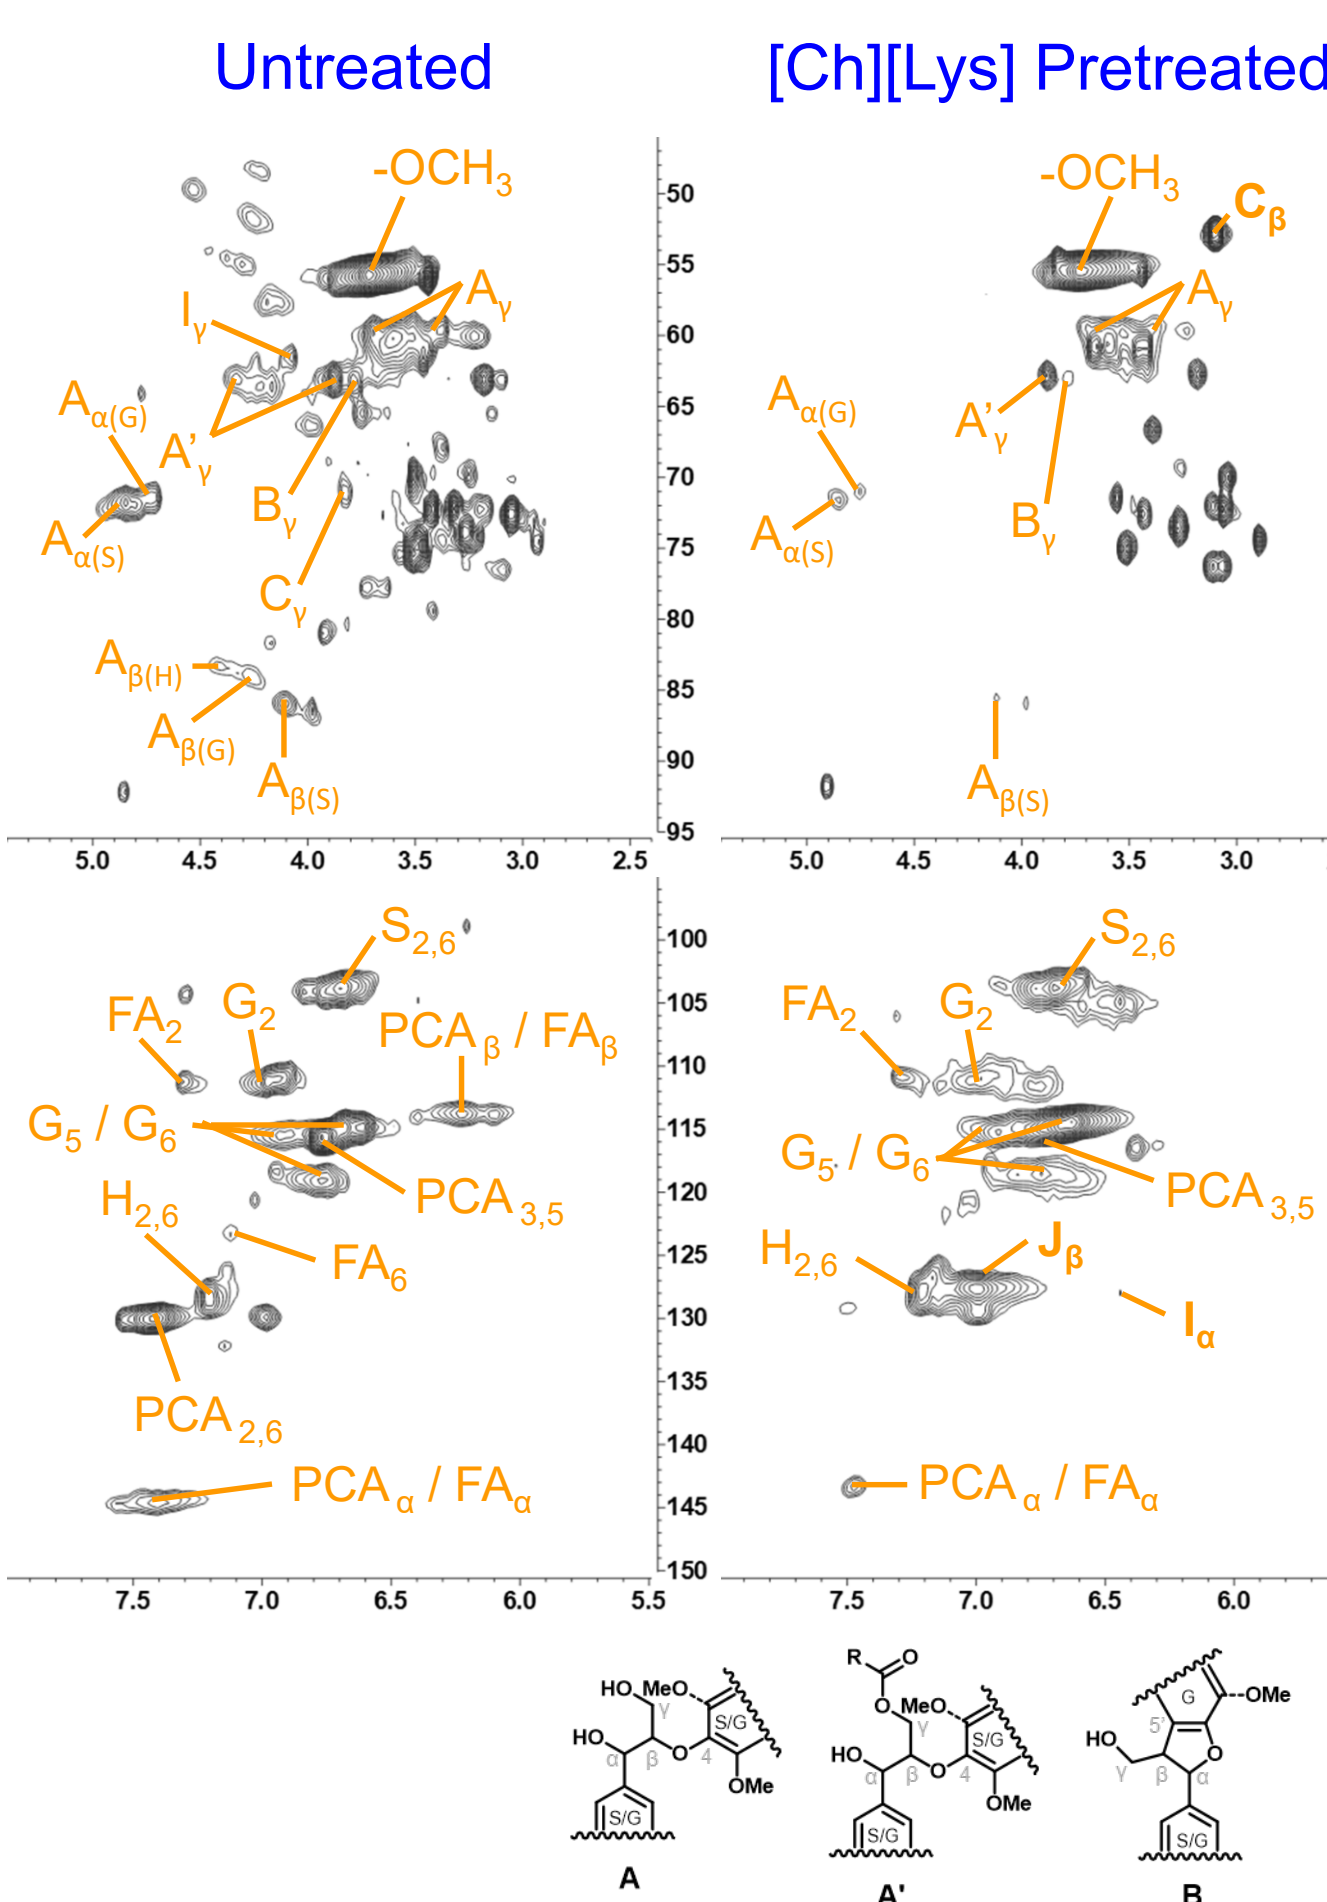 Untreated
[Ch][Lys] Pretreated
-OCH3
Iγ
Aγ
Aα(G)
A'γ
Aα(S)
Bγ
Cγ
Aβ(H)
Aβ(G)
Aβ(S)
50
55
60
65
70
75
80
85
90
95
5.0 4.5 4.0 3.5 3.0 2.5
-OCH3
Cβ
Aγ
Aα(G)
A'γ
Aα(S)
Bγ
Aβ(S)
5.0 4.5 4.0 3.5 3.0
S2,6
FA2
G2
PCAβ / FAβ
G5 / G6
H2,6
PCA3,5
FA6
PCA2,6
PCAα / FAα
100
105
110
115
120
125
130
135
140
145
150
7.5 7.0 6.5 6.0 5.5
S2,6
FA2
G2
G5 / G6
PCA3,5
H2,6
Jβ
Iα
PCAα / FAα
7.5 7.0 6.5 6.0
HO MeO
γ
S/G
HO
α β O 4
OMe
S/G
A
R O
O MeO
γ
S/G
HO
α β O 4
OMe
S/G
A'
G
OMe
5'
HO
O
γ β α
S/G
B